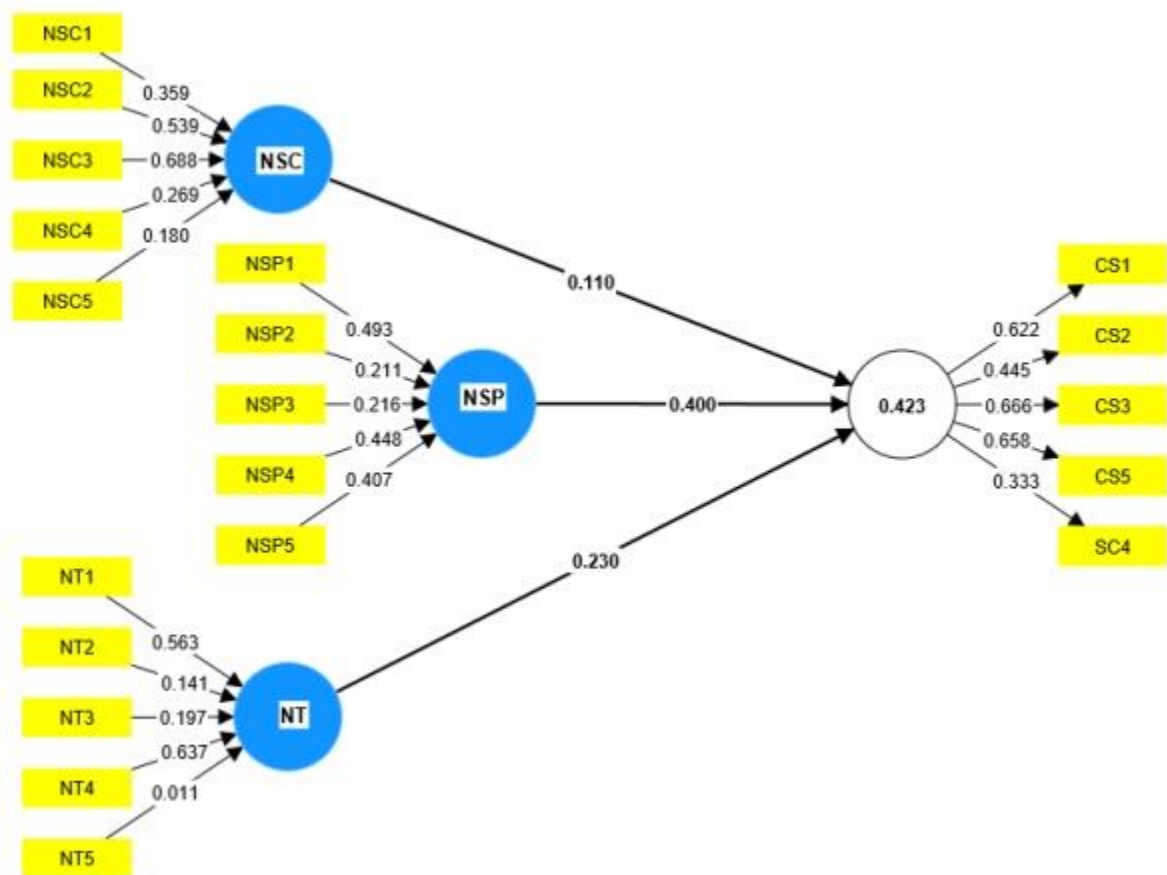 NSC1
NSC2
NSC3
NSC4
NSC5
0.359
0.539
0.688
0.269
0.180
NSC
NSP1
NSP2
NSP3
NSP4
NSP5
0.493
0.211
0.216
0.448
0.407
NSP
NT1
NT2
NT3
NT4
NT5
0.563
0.141
0.197
0.637
0.011
NT
0.110
0.400
0.230
0.423
0.622
0.445
0.666
0.658
0.333
CS1
CS2
CS3
CS5
SC4